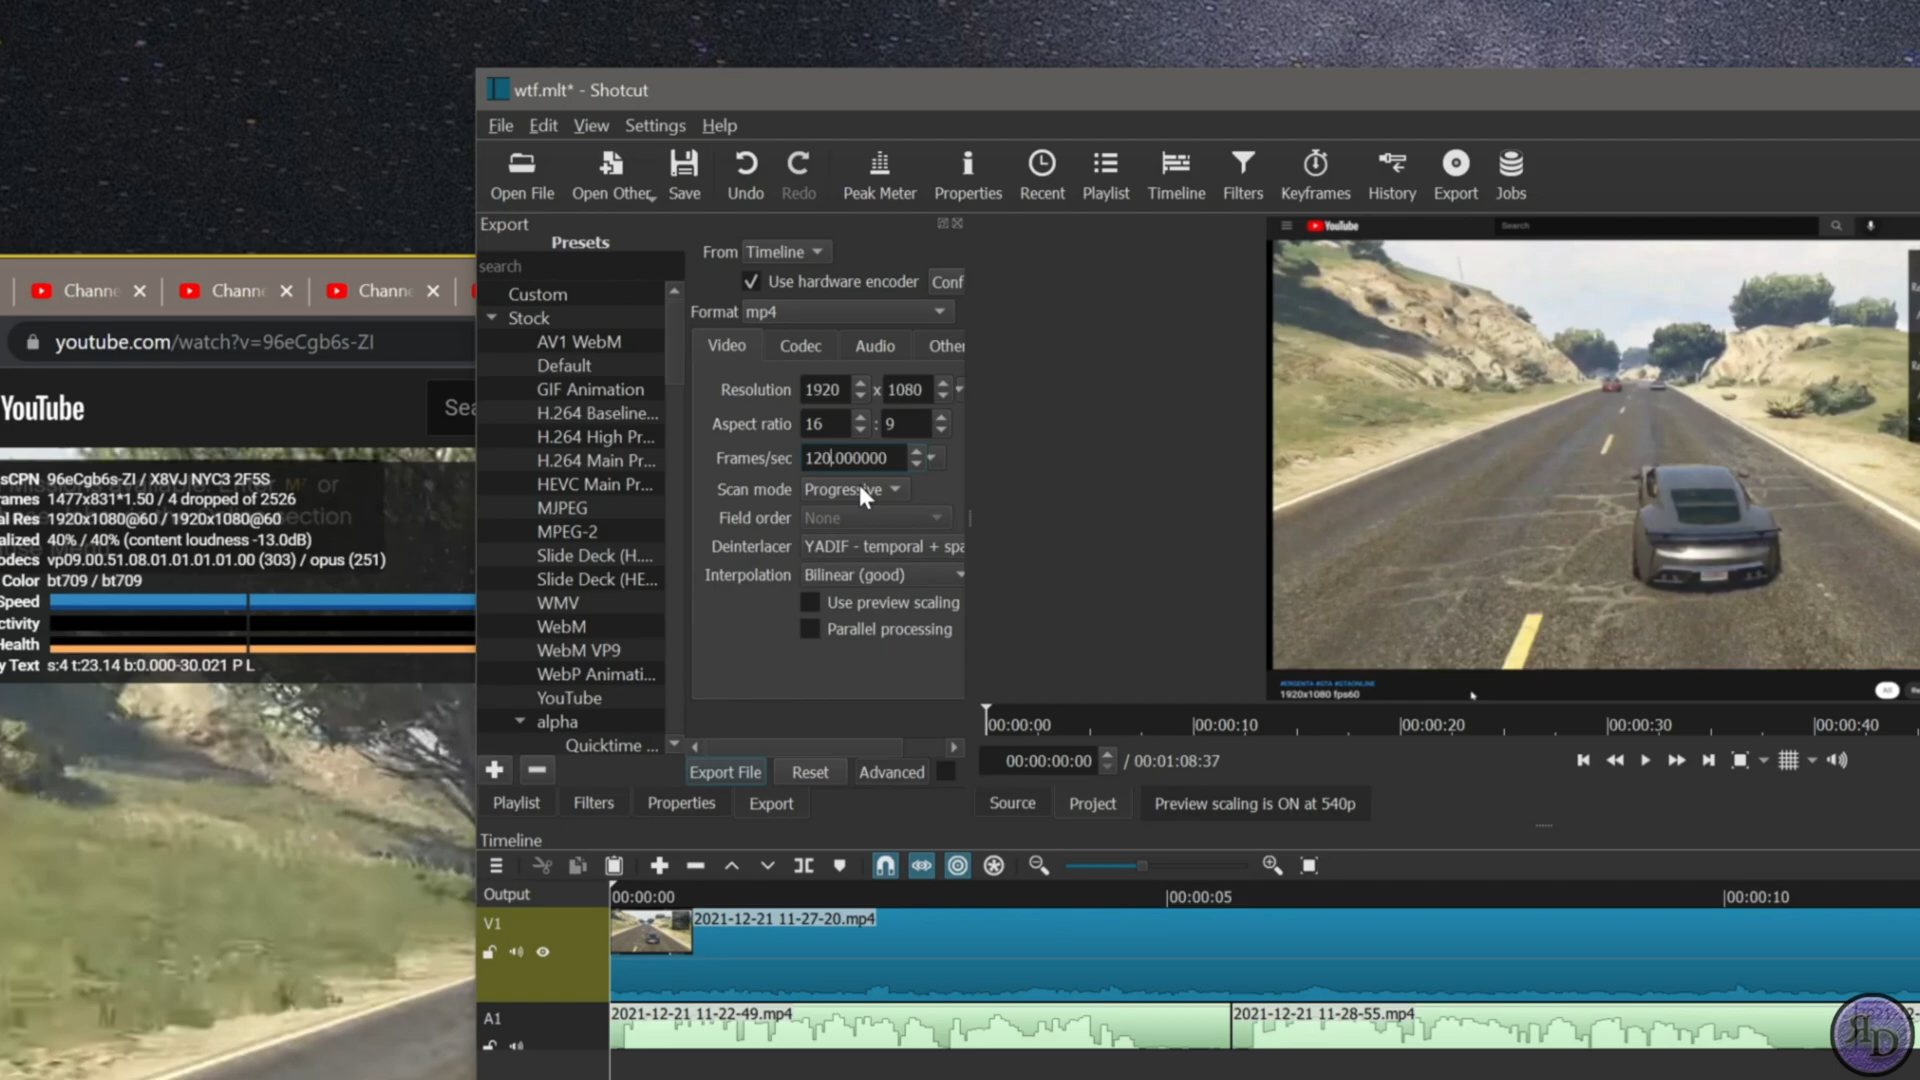 wtf.mlt* - Shotcut
File Edit View Settings Help
Open File Open Other... Save Undo Redo Peak Meter Properties Recent Playlist Timeline Filters Keyframes History Export Jobs
Export
Presets
search
Custom
Stock
AV1 WebM
Default
GIF Animation
H.264 Baseline...
H.264 High Pr...
H.264 Main Pr...
HEVC Main Pr...
MJPEG
MPEG-2
Slide Deck (H....
Slide Deck (HE...
WMV
WebM
WebM VP9
WebP Animati...
YouTube
alpha
Quicktime ...
From Timeline
Use hardware encoder Conf
Format mp4
Video Codec Audio Other
Resolution 1920 x 1080
Aspect ratio 16 : 9
Frames/sec 120.000000
Scan mode Progressive
Field order None
Deinterlacer YADIF - temporal + spa
Interpolation Bilinear (good)
Use preview scaling
Parallel processing
Export File Reset Advanced
Playlist Filters Properties Export
YouTube Search
#GTA #GTAONLINE
1920x1080 fps60
All
00:00:00 00:00:10 00:00:20 00:00:30 00:00:40
00:00:00:00 / 00:01:08:37
Source Project Preview scaling is ON at 540p
Channe Channe Channe
youtube.com/watch?v=96eCgb6s-ZI
YouTube Sea
sCPN 96eCgb6s-ZI / X8VJ NYC3 2F5S
ames 1477x831*1.50 / 4 dropped of 2526
al Res 1920x1080@60 / 1920x1080@60
alized 40% / 40% (content loudness -13.0dB)
odecs vp09.00.51.08.01.01.01.01.00 (303) / opus (251)
Color bt709 / bt709
Speed
ctivity
Health
y Text s:4 t:23.14 b:0.000-30.021 P L
Timeline
Output 00:00:00 00:00:05 00:00:10
V1 2021-12-21 11-27-20.mp4
A1 2021-12-21 11-22-49.mp4 2021-12-21 11-28-55.mp4